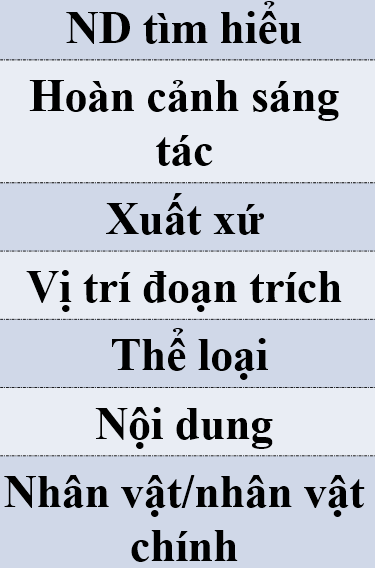 ND tìm hiểu
Hoàn cảnh sáng
tác
Xuất xứ
Vị trí đoạn trích
Thể loại
Nội dung
Nhân vật/nhân vật
chính